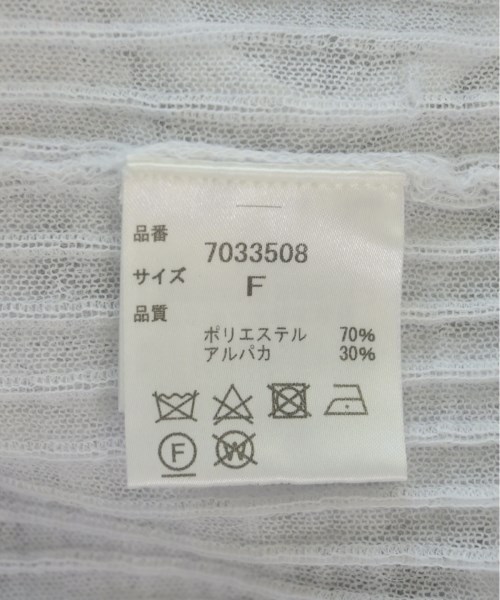 品番
7033508
サイズ
F
品質
ポリエステル 70%
アルパカ 30%
F W